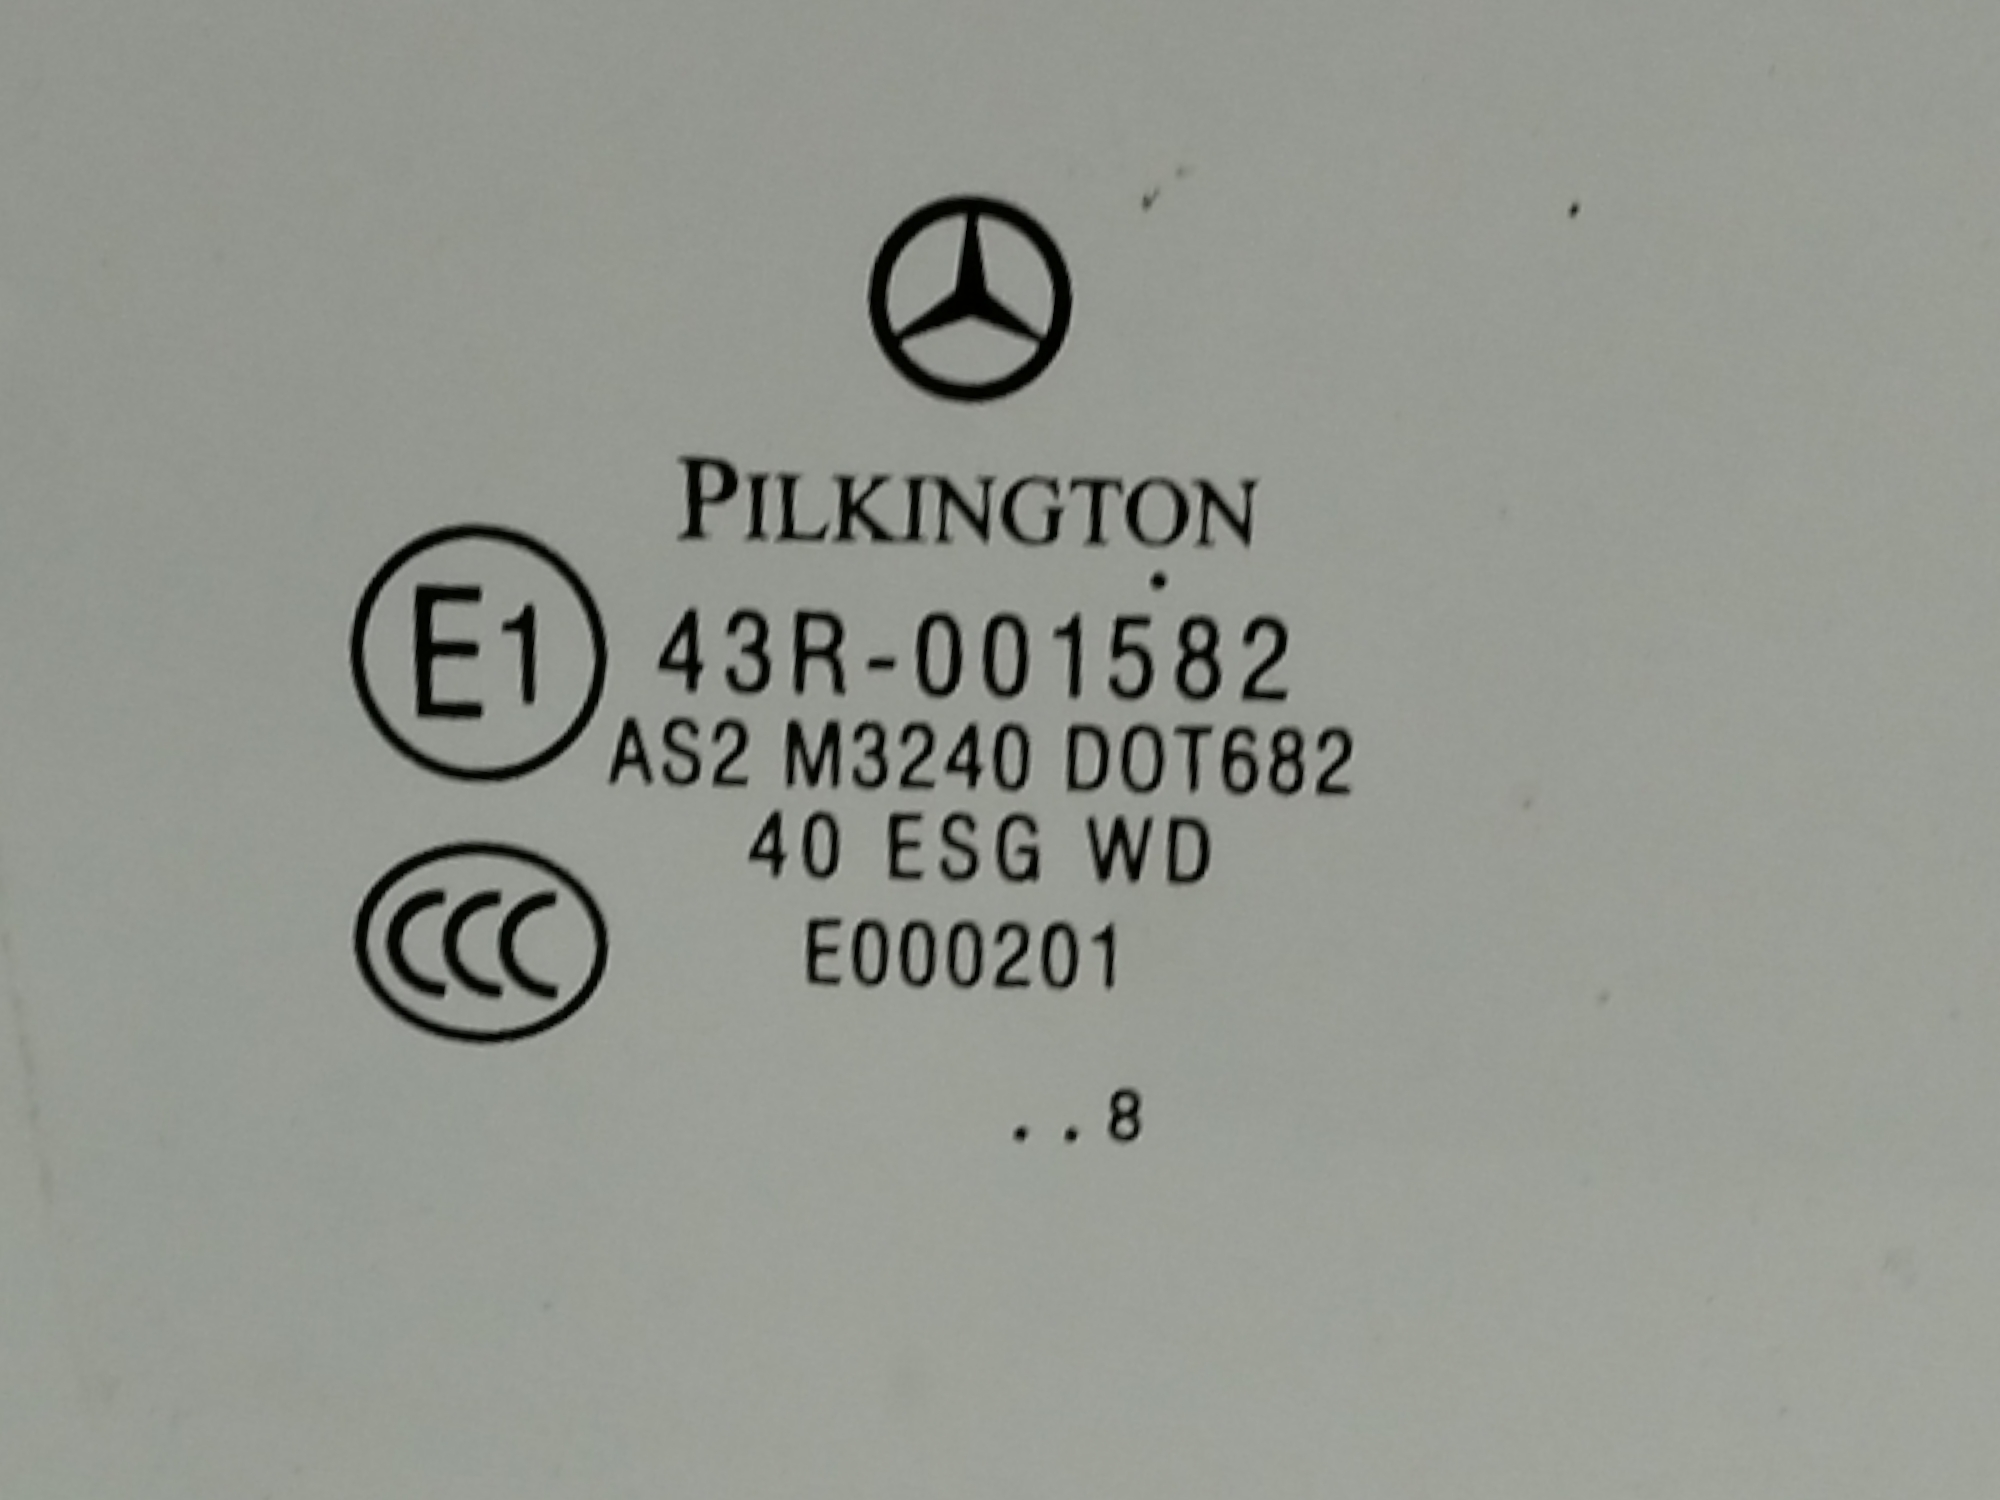 PILKINGTON
E1 43R-001582
AS2 M3240 DOT682
40 ESG WD
CCC E000201
..8